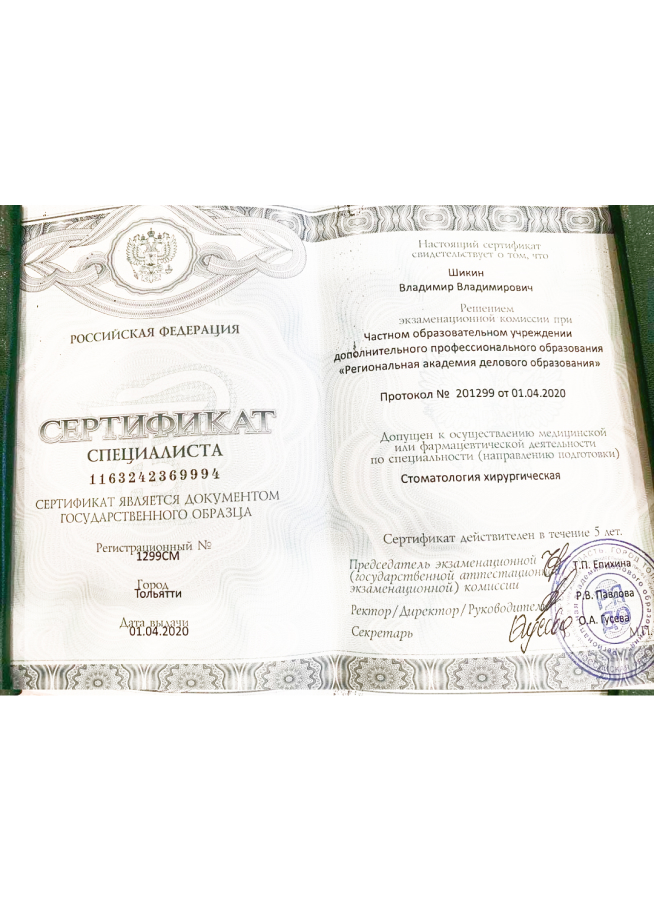 РОССИЙСКАЯ ФЕДЕРАЦИЯ
СЕРТИФИКАТ
СПЕЦИАЛИСТА
1163242369994
СЕРТИФИКАТ ЯВЛЯЕТСЯ ДОКУМЕНТОМ
ГОСУДАРСТВЕННОГО ОБРАЗЦА
Регистрационный №
1299СМ
Город
Тольятти
Дата выдачи
01.04.2020
Настоящий сертификат
свидетельствует о том, что
Шикин
Владимир Владимирович
Решением
экзаменационной комиссии при
Частном образовательном учреждении
дополнительного профессионального образования
«Региональная академия делового образования»
Протокол № 201299 от 01.04.2020
Допущен к осуществлению медицинской
или фармацевтической деятельности
по специальности (направлению подготовки)
Стоматология хирургическая
Сертификат действителен в течение 5 лет.
Председатель экзаменационной
(государственной аттестационной
экзаменационной) комиссии
Т.П. Епихина
Ректор/Директор/Руководитель
Р.В. Павлова
Секретарь
О.А. Гусева
М.П.